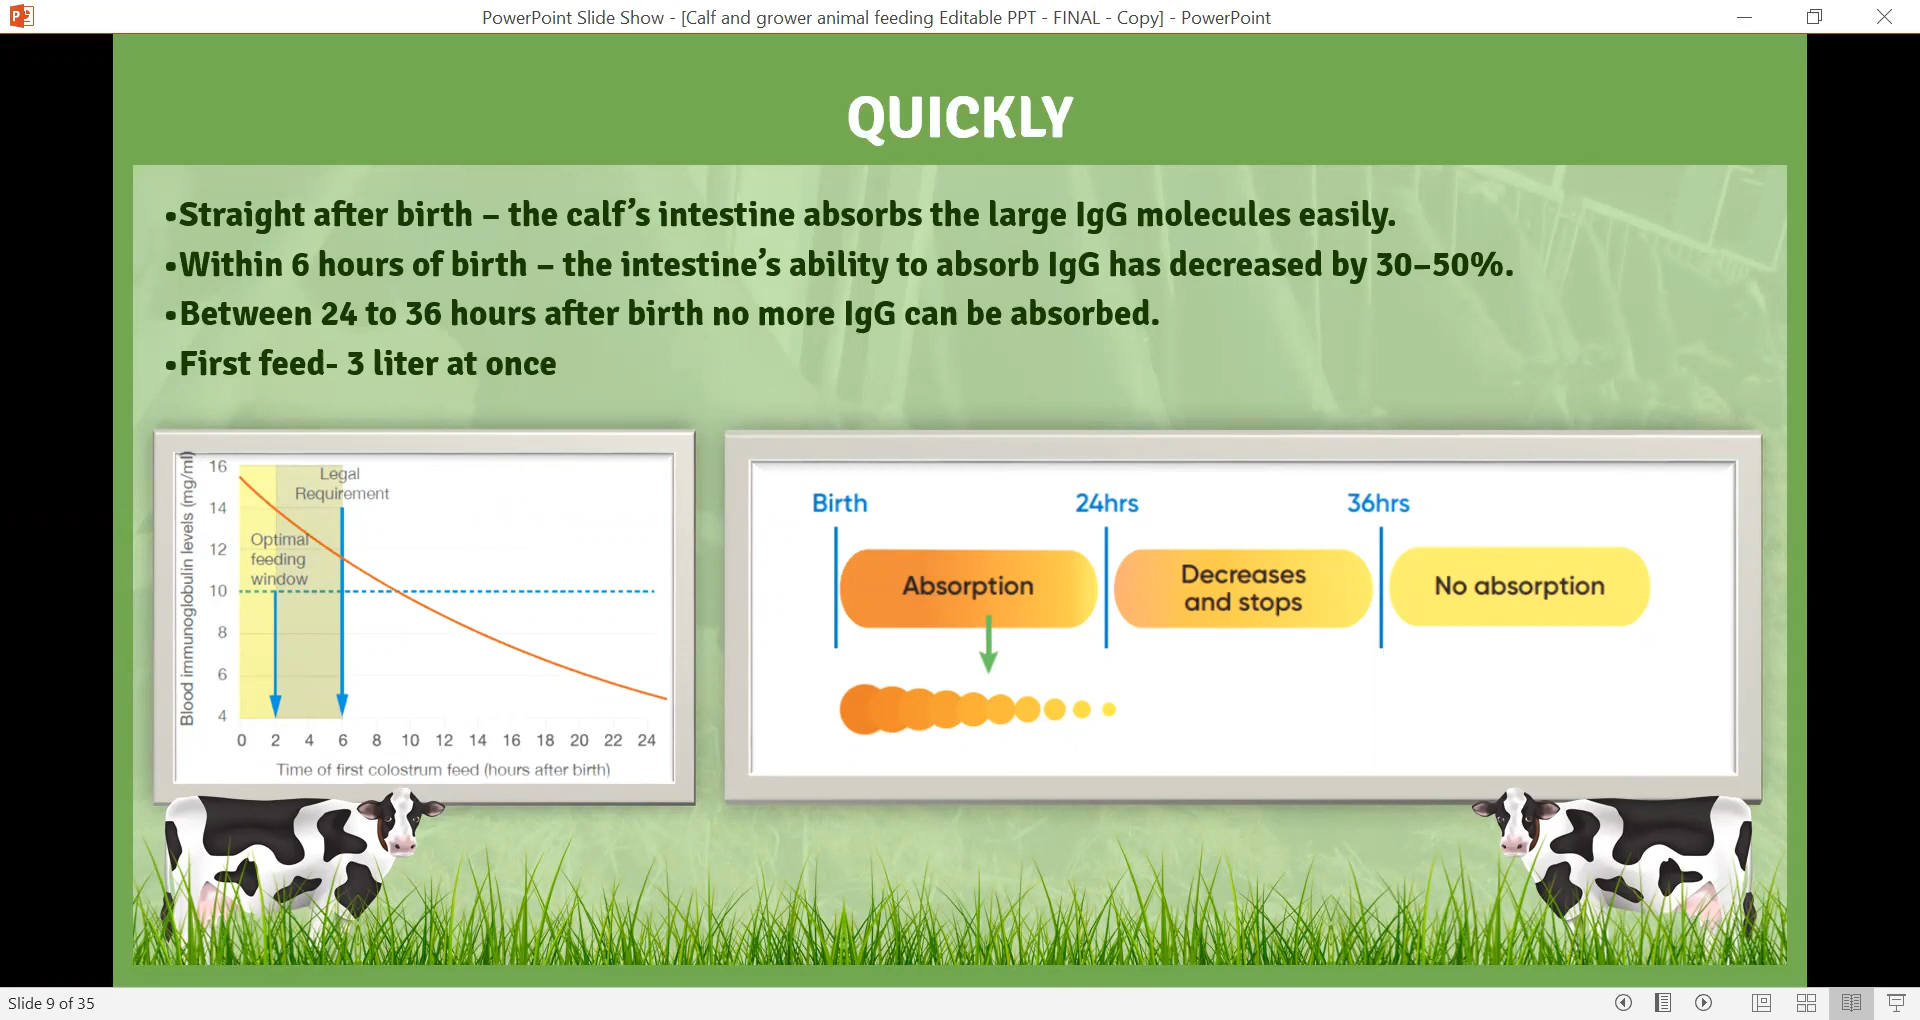 PowerPoint Slide Show - [Calf and grower animal feeding Editable PPT - FINAL - Copy] - PowerPoint
QUICKLY
•Straight after birth – the calf’s intestine absorbs the large IgG molecules easily.
•Within 6 hours of birth – the intestine’s ability to absorb IgG has decreased by 30–50%.
•Between 24 to 36 hours after birth no more IgG can be absorbed.
•First feed- 3 liter at once
Blood immunoglobulin levels (mg/ml)
16
14
12
10
8
6
4
Legal
Requirement
Optimal
feeding
window
0 2 4 6 8 10 12 14 16 18 20 22 24
Time of first colostrum feed (hours after birth)
Birth 24hrs 36hrs
Absorption
Decreases
and stops
No absorption
Slide 9 of 35